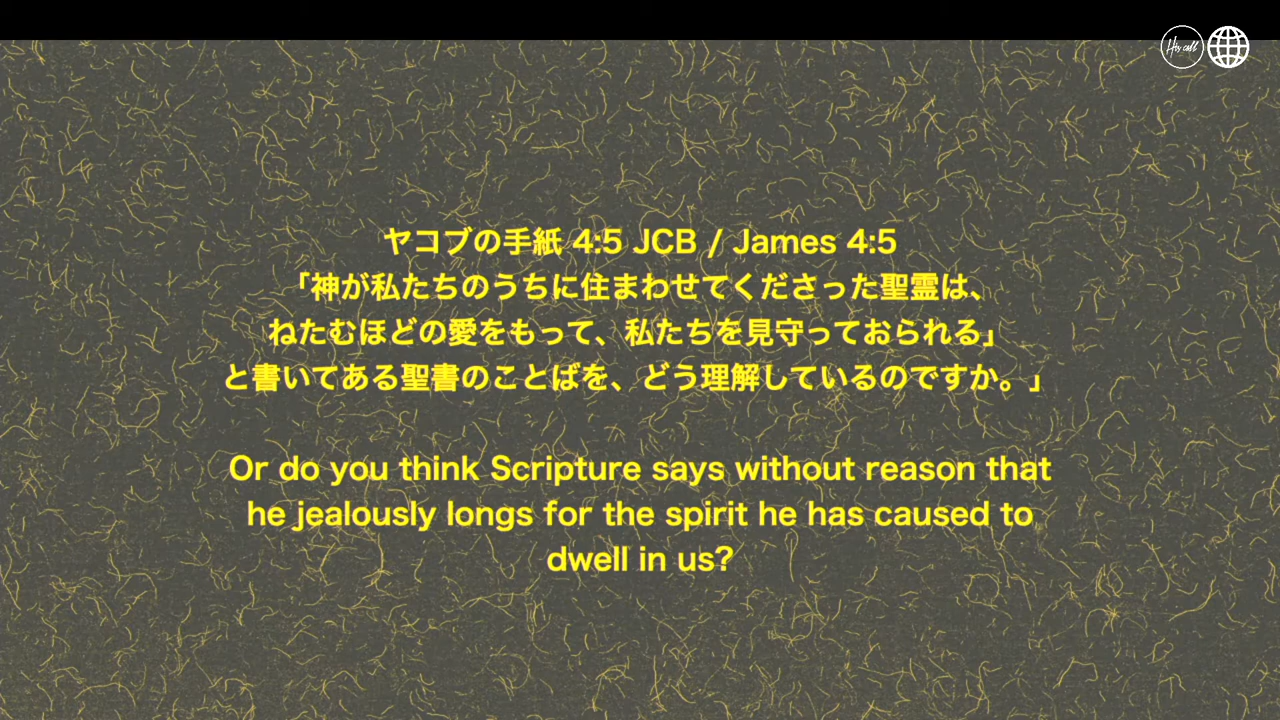 His call
ヤコブの手紙 4:5 JCB / James 4:5
「神が私たちのうちに住まわせてくださった聖霊は、
ねたむほどの愛をもって、私たちを見守っておられる」
と書いてある聖書のことばを、どう理解しているのですか。」
Or do you think Scripture says without reason that
he jealously longs for the spirit he has caused to
dwell in us?